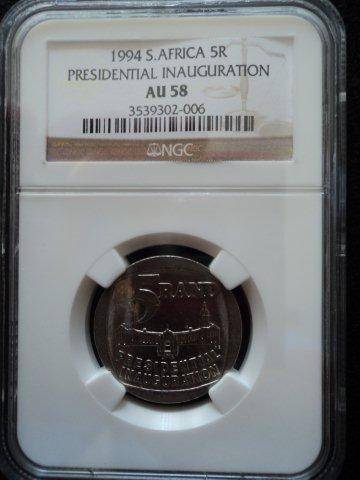 1994 S.AFRICA 5R
PRESIDENTIAL INAUGURATION
AU 58
3539302-006
NGC
5 RAND
PRESIDENTIAL
INAUGURATION